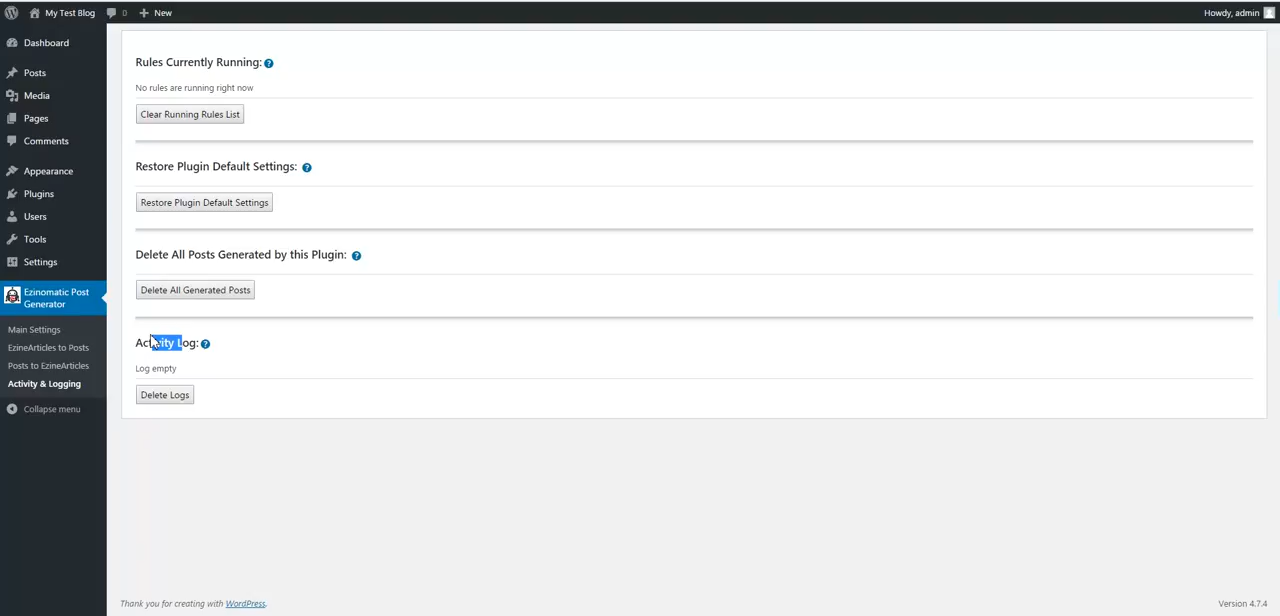 My Test Blog 0 New
Howdy, admin
Dashboard
Posts
Media
Pages
Comments
Appearance
Plugins
Users
Tools
Settings
Ezinomatic Post
Generator
Main Settings
EzineArticles to Posts
Posts to EzineArticles
Activity & Logging
Collapse menu
Rules Currently Running: ?
No rules are running right now
Clear Running Rules List
Restore Plugin Default Settings: ?
Restore Plugin Default Settings
Delete All Posts Generated by this Plugin: ?
Delete All Generated Posts
Activity Log: ?
Log empty
Delete Logs
Thank you for creating with WordPress.
Version 4.7.4